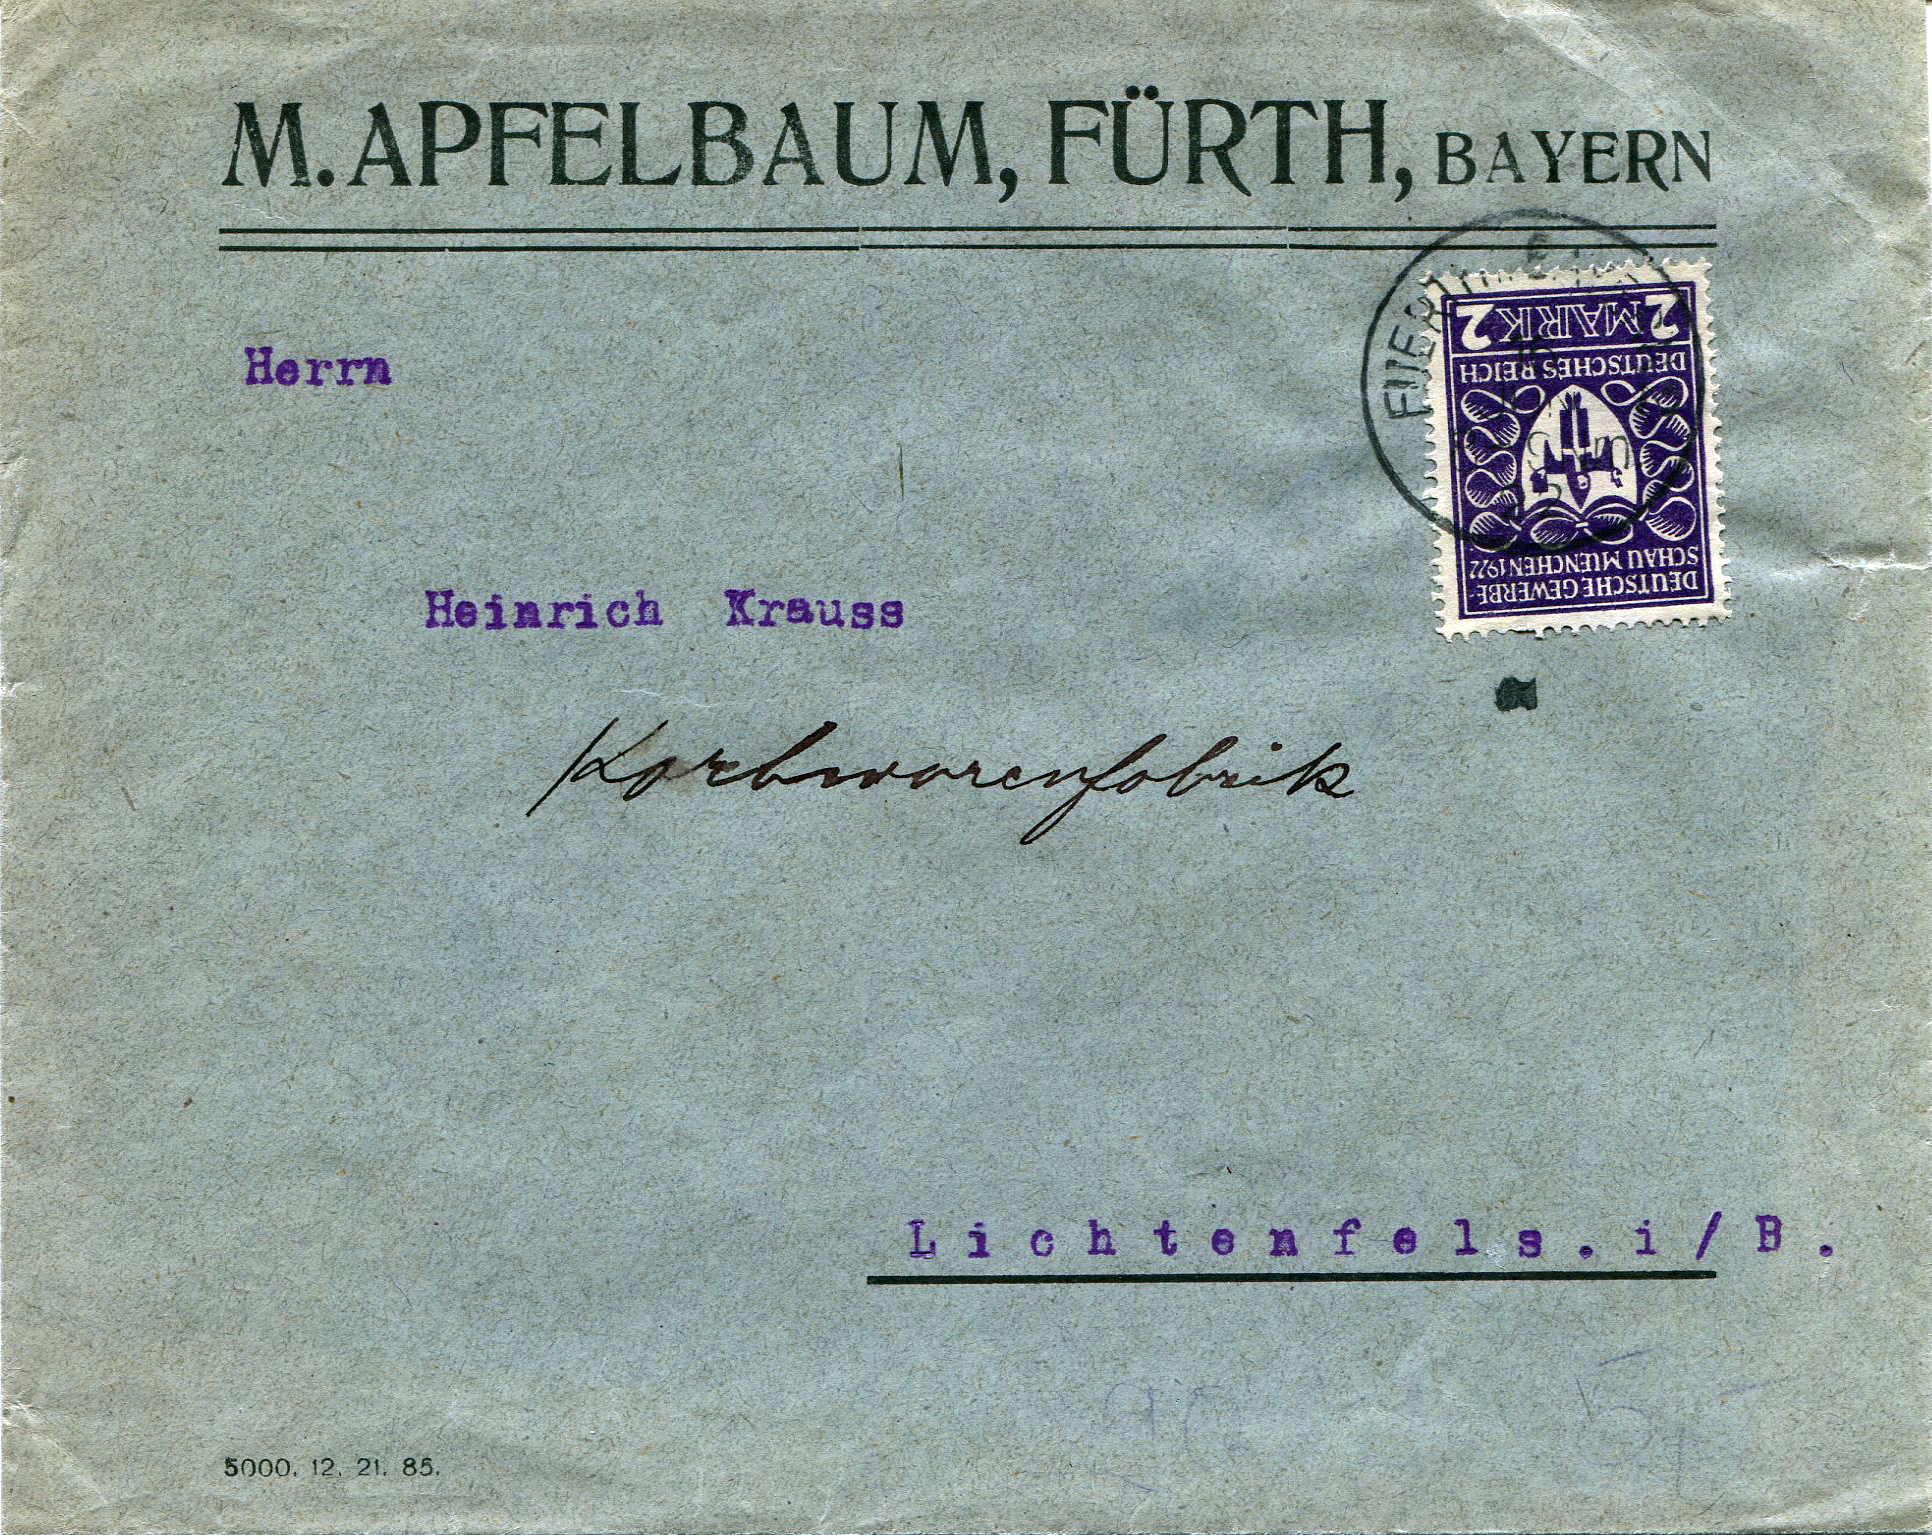 M. APFELBAUM, FÜRTH, BAYERN
Herrn
2 MARK 2
DEUTSCHES REICH
DEUTSCHE GEWERBE-
SCHAU MUENCHEN 1922
FUERTH
Heinrich Krauss
Korbwarenfabrik
Lichtenfels. i/B.
5000. 12. 21. 85.